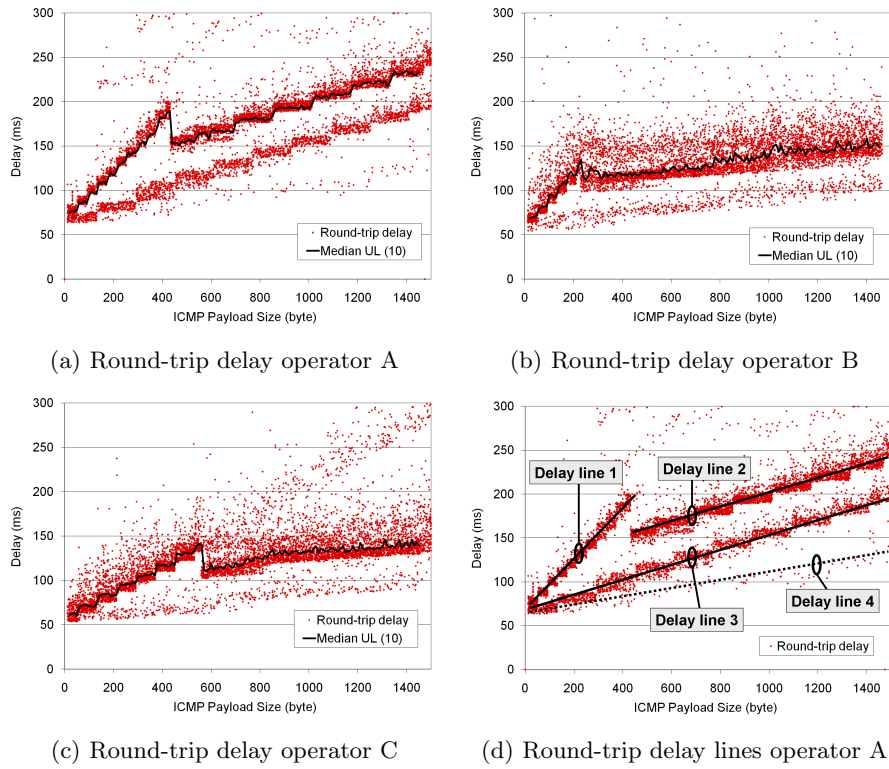 300
250
200
150
100
50
0
Delay (ms)
0 200 400 600 800 1000 1200 1400
ICMP Payload Size (byte)
Round-trip delay
Median UL (10)
(a) Round-trip delay operator A
300
250
200
150
100
50
0
Delay (ms)
0 200 400 600 800 1000 1200 1400
ICMP Payload Size (byte)
Round-trip delay
Median UL (10)
(b) Round-trip delay operator B
300
250
200
150
100
50
0
Delay (ms)
0 200 400 600 800 1000 1200 1400
ICMP Payload Size (byte)
Round-trip delay
Median UL (10)
(c) Round-trip delay operator C
300
250
200
150
100
50
0
Delay (ms)
0 200 400 600 800 1000 1200 1400
ICMP Payload Size (byte)
Delay line 1
Delay line 2
Delay line 3
Delay line 4
Round-trip delay
(d) Round-trip delay lines operator A